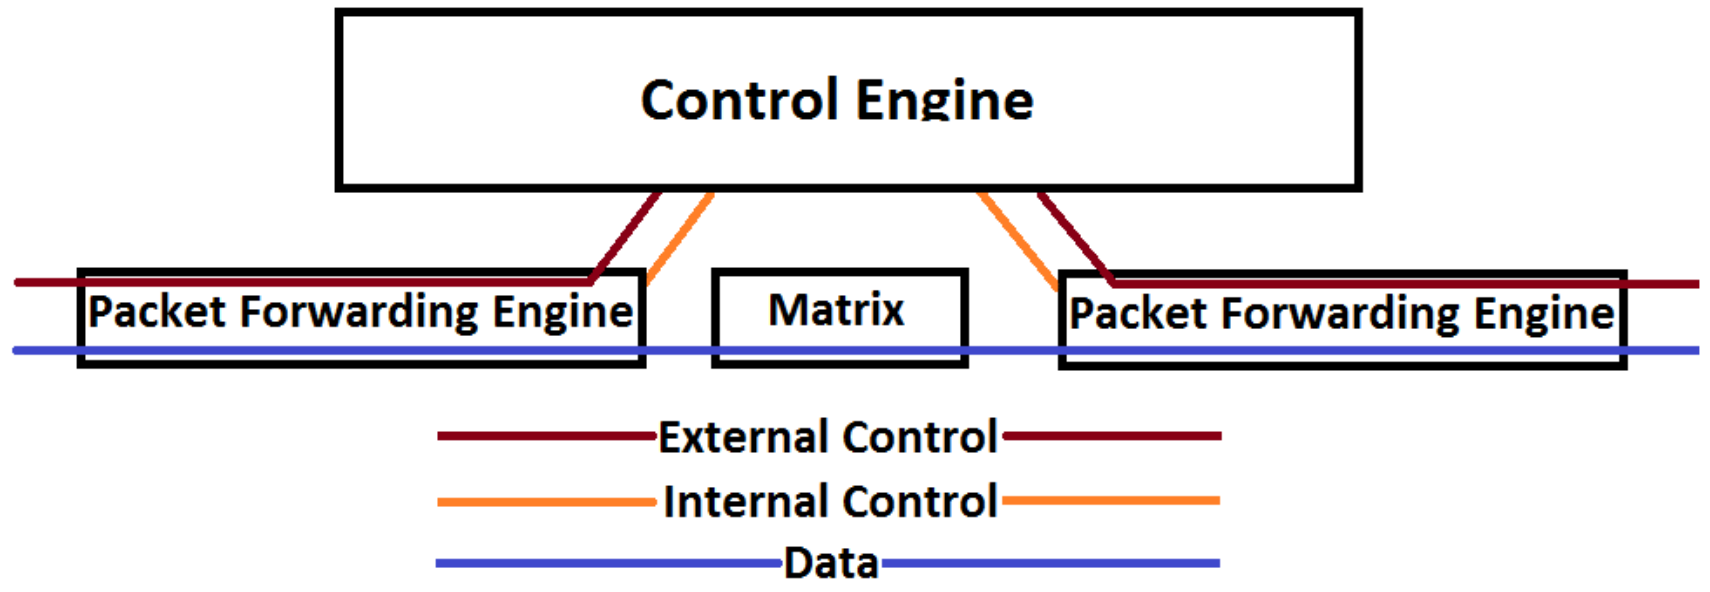 Control Engine
Packet Forwarding Engine
Matrix
Packet Forwarding Engine
External Control
Internal Control
Data